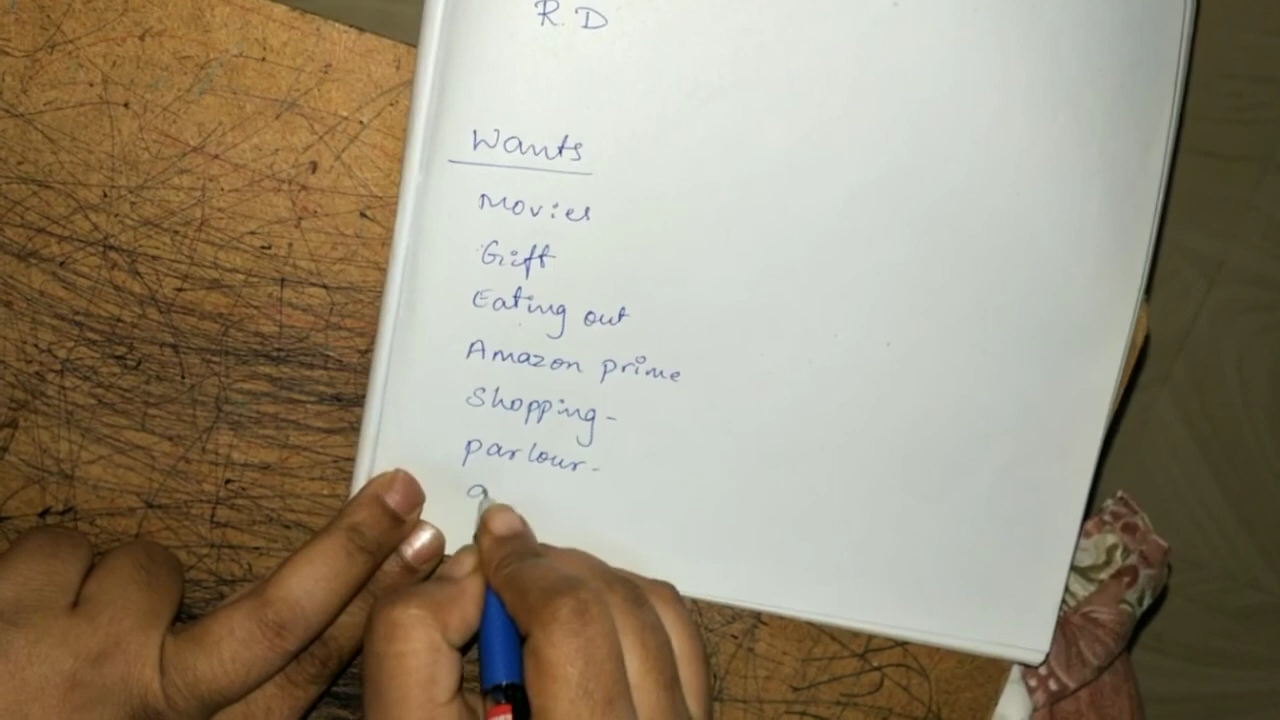 R.D
Wants
Movies
Gift
Eating out
Amazon prime
Shopping-
parlour-